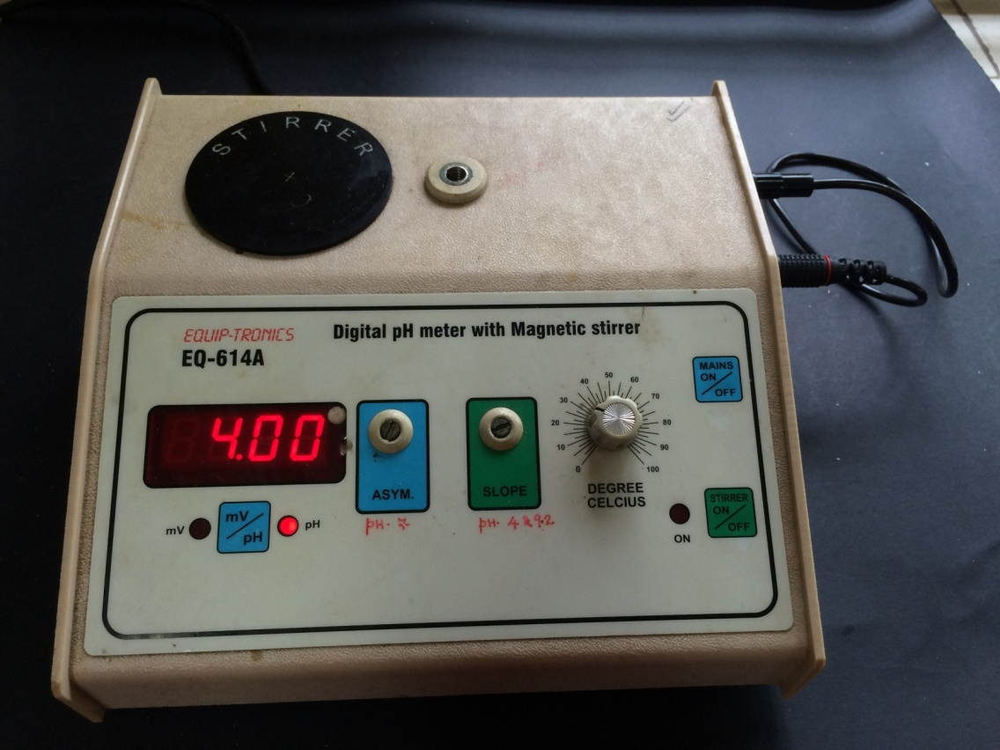 STIRRER
EQUIP-TRONICS
EQ-614A
Digital pH meter with Magnetic stirrer
4.00
ASYM.
pH. 7
SLOPE
pH. 4 & 9.2
0
10
20
30
40
50
60
70
80
90
100
DEGREE
CELCIUS
MAINS
ON
OFF
STIRRER
ON
OFF
ON
mV
mV
pH
pH